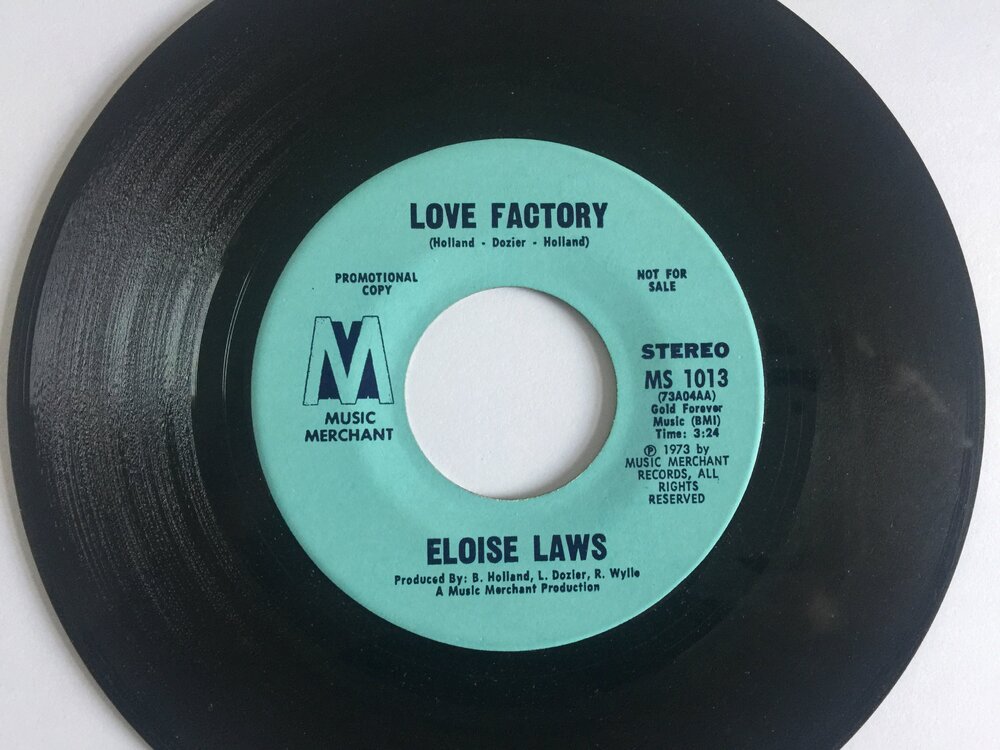 LOVE FACTORY
(Holland - Dozier - Holland)
PROMOTIONAL
COPY
NOT FOR
SALE
M
MUSIC
MERCHANT
STEREO
MS 1013
(73A04AA)
Gold Forever
Music (BMI)
Time: 3:24
℗ 1973 by
MUSIC MERCHANT
RECORDS, ALL
RIGHTS
RESERVED
ELOISE LAWS
Produced By: B. Holland, L. Dozier, R. Wylie
A Music Merchant Production